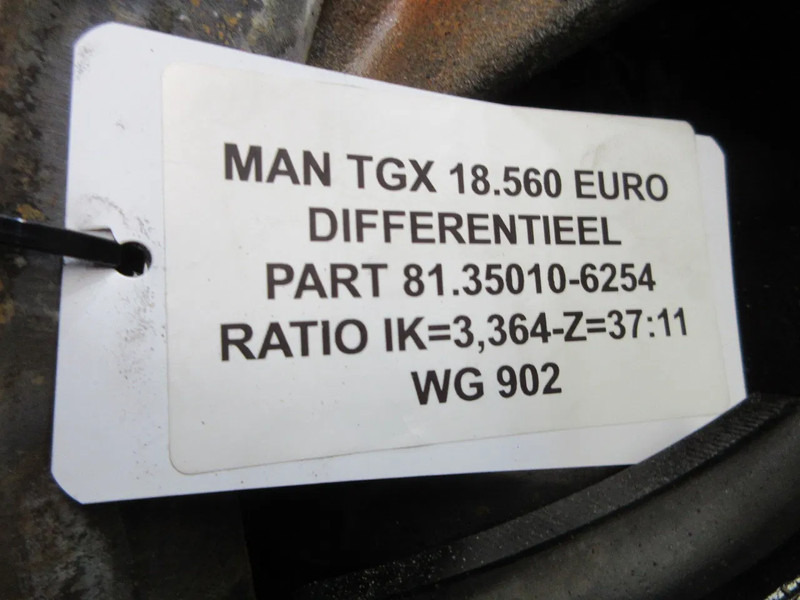 MAN TGX 18.560 EURO
DIFFERENTIEEL
PART 81.35010-6254
RATIO IK=3,364-Z=37:11
WG 902